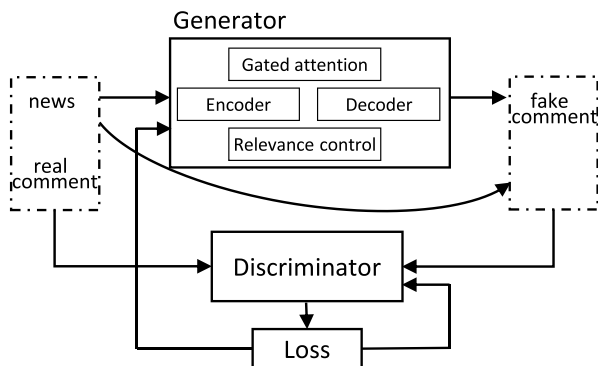 Generator
Gated attention
news
Encoder
Decoder
fake
comment
real
comment
Relevance control
Discriminator
Loss